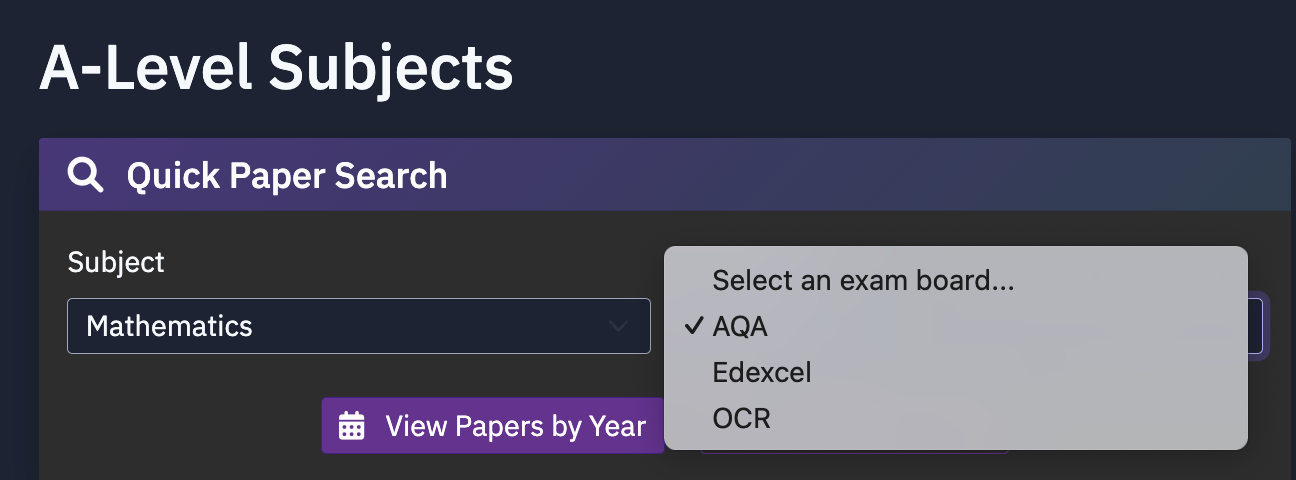 A-Level Subjects
Quick Paper Search
Subject
Mathematics
Select an exam board...
AQA
Edexcel
OCR
View Papers by Year